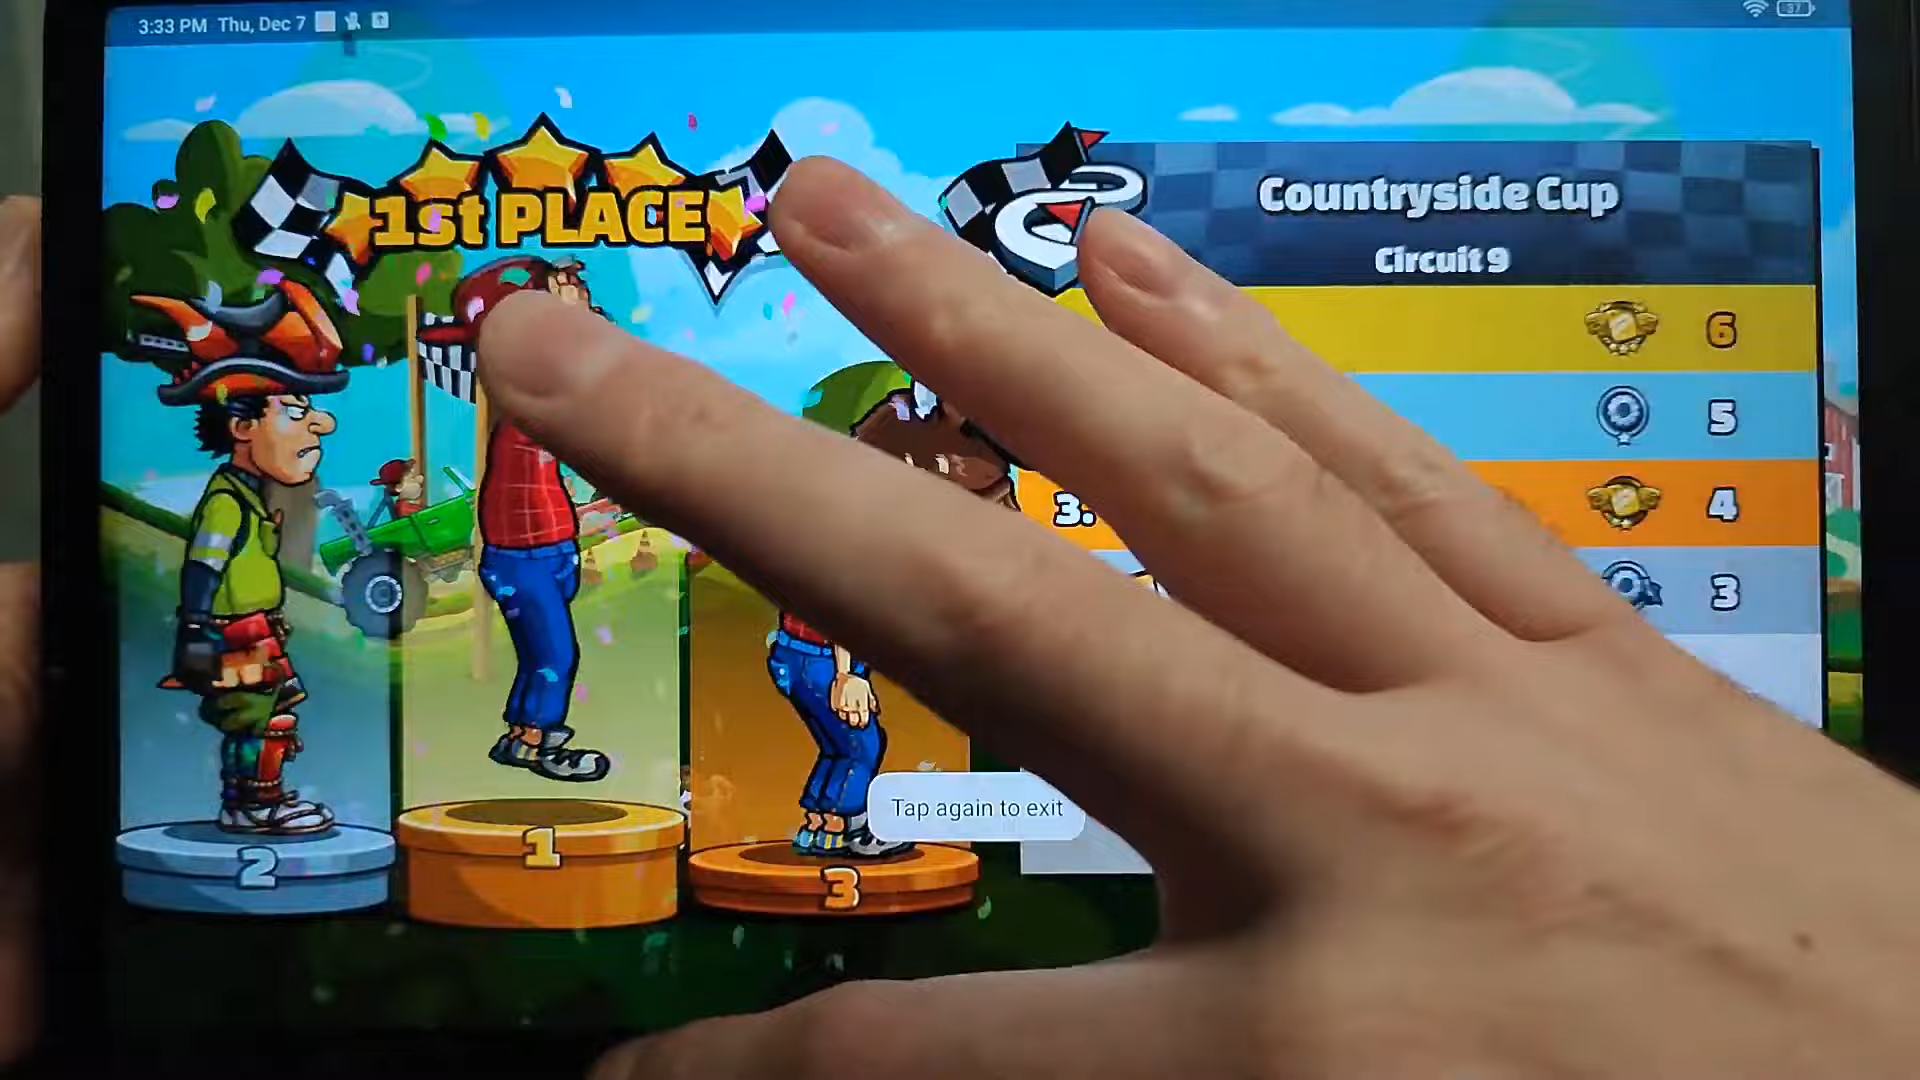 3:33 PM Thu, Dec 7
37
1st PLACE
Countryside Cup
Circuit 9
6
5
3. 4
3
Tap again to exit
2
1
3